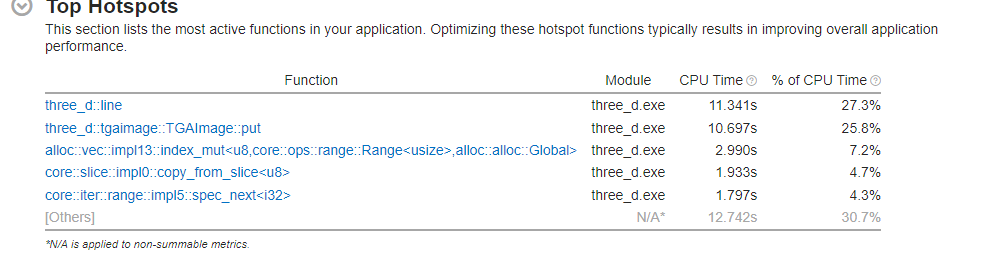 Top Hotspots
This section lists the most active functions in your application. Optimizing these hotspot functions typically results in improving overall application
performance.
Function Module CPU Time % of CPU Time
three_d::line three_d.exe 11.341s 27.3%
three_d::tgaimage::TGAImage::put three_d.exe 10.697s 25.8%
alloc::vec::impl13::index_mut<u8,core::ops::range::Range<usize>,alloc::alloc::Global> three_d.exe 2.990s 7.2%
core::slice::impl0::copy_from_slice<u8> three_d.exe 1.933s 4.7%
core::iter::range::impl5::spec_next<i32> three_d.exe 1.797s 4.3%
[Others] N/A* 12.742s 30.7%
*N/A is applied to non-summable metrics.